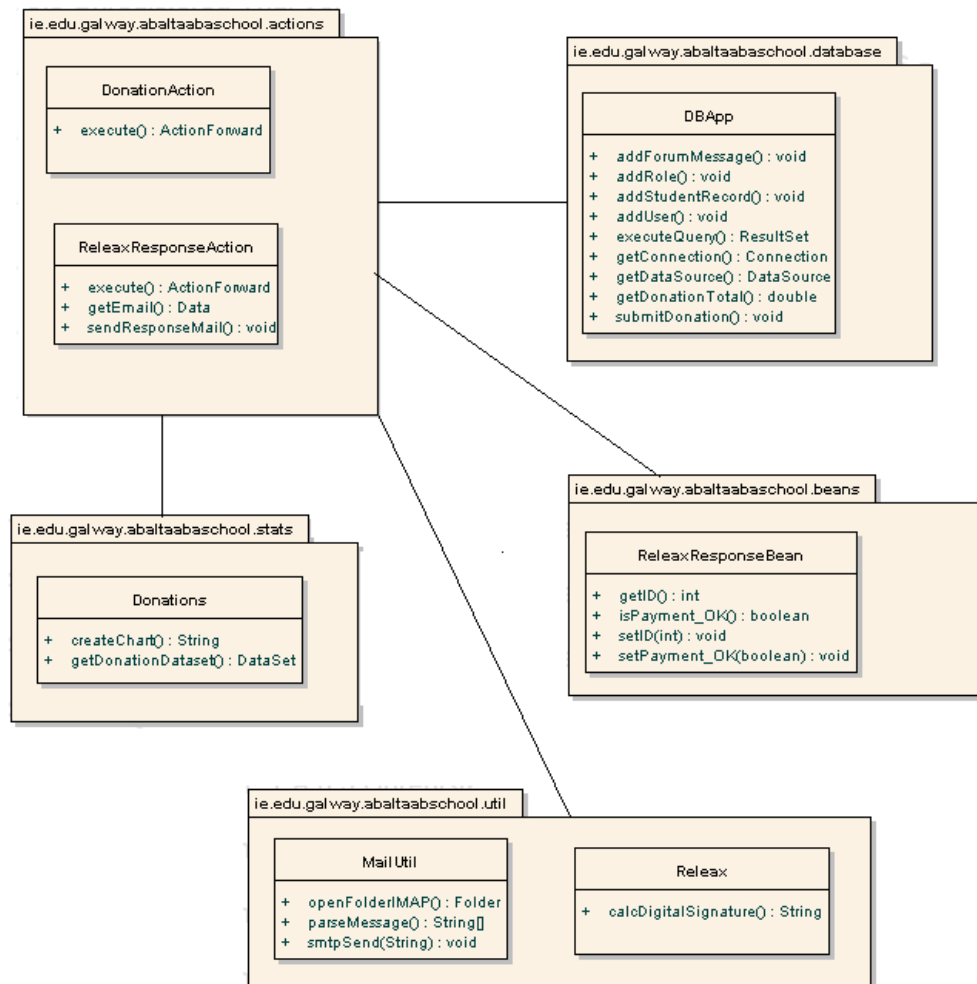 ie.edu.galway.abaltaabaschool.actions
DonationAction
+ execute() : ActionForward
ReleaxResponseAction
+ execute() : ActionForward
+ getEmail() : Data
+ sendResponseMail() : void
ie.edu.galway.abaltaabaschool.database
DBApp
+ addForumMessage() : void
+ addRole() : void
+ addStudentRecord() : void
+ addUser() : void
+ executeQuery() : ResultSet
+ getConnection() : Connection
+ getDataSource() : DataSource
+ getDonationTotal() : double
+ submitDonation() : void
ie.edu.galway.abaltaabaschool.stats
Donations
+ createChart() : String
+ getDonationDataset() : DataSet
ie.edu.galway.abaltaabaschool.beans
ReleaxResponseBean
+ getID() : int
+ isPayment_OK() : boolean
+ setID(int) : void
+ setPayment_OK(boolean) : void
ie.edu.galway.abaltaabschool.util
MailUtil
+ openFolderIMAP() : Folder
+ parseMessage() : String[]
+ smtpSend(String) : void
Releax
+ calcDigitalSignature() : String